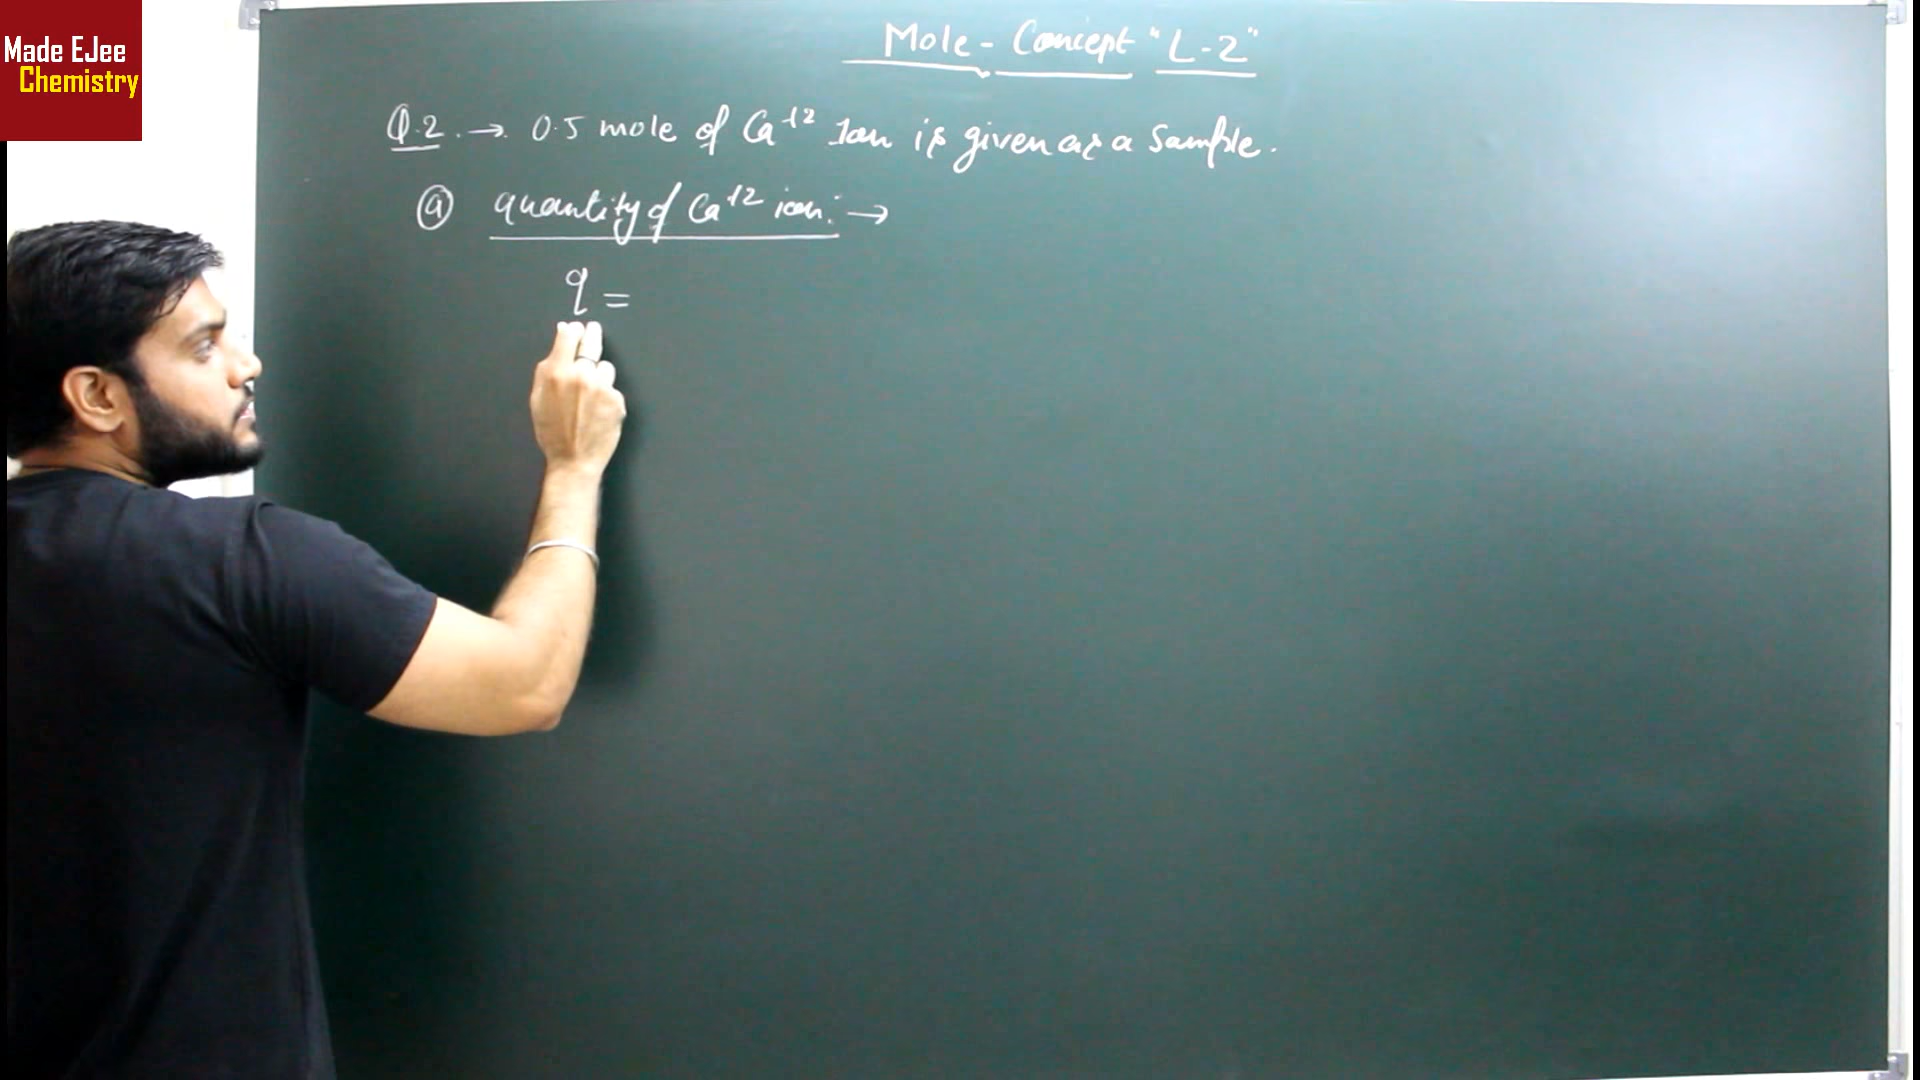 Made EJee
Chemistry
Mole - Concept "L-2"
Q.2. → 0.5 mole of Ca+2 Ion is given as a sample.
(a) quantity of Ca+2 ion: →
q =